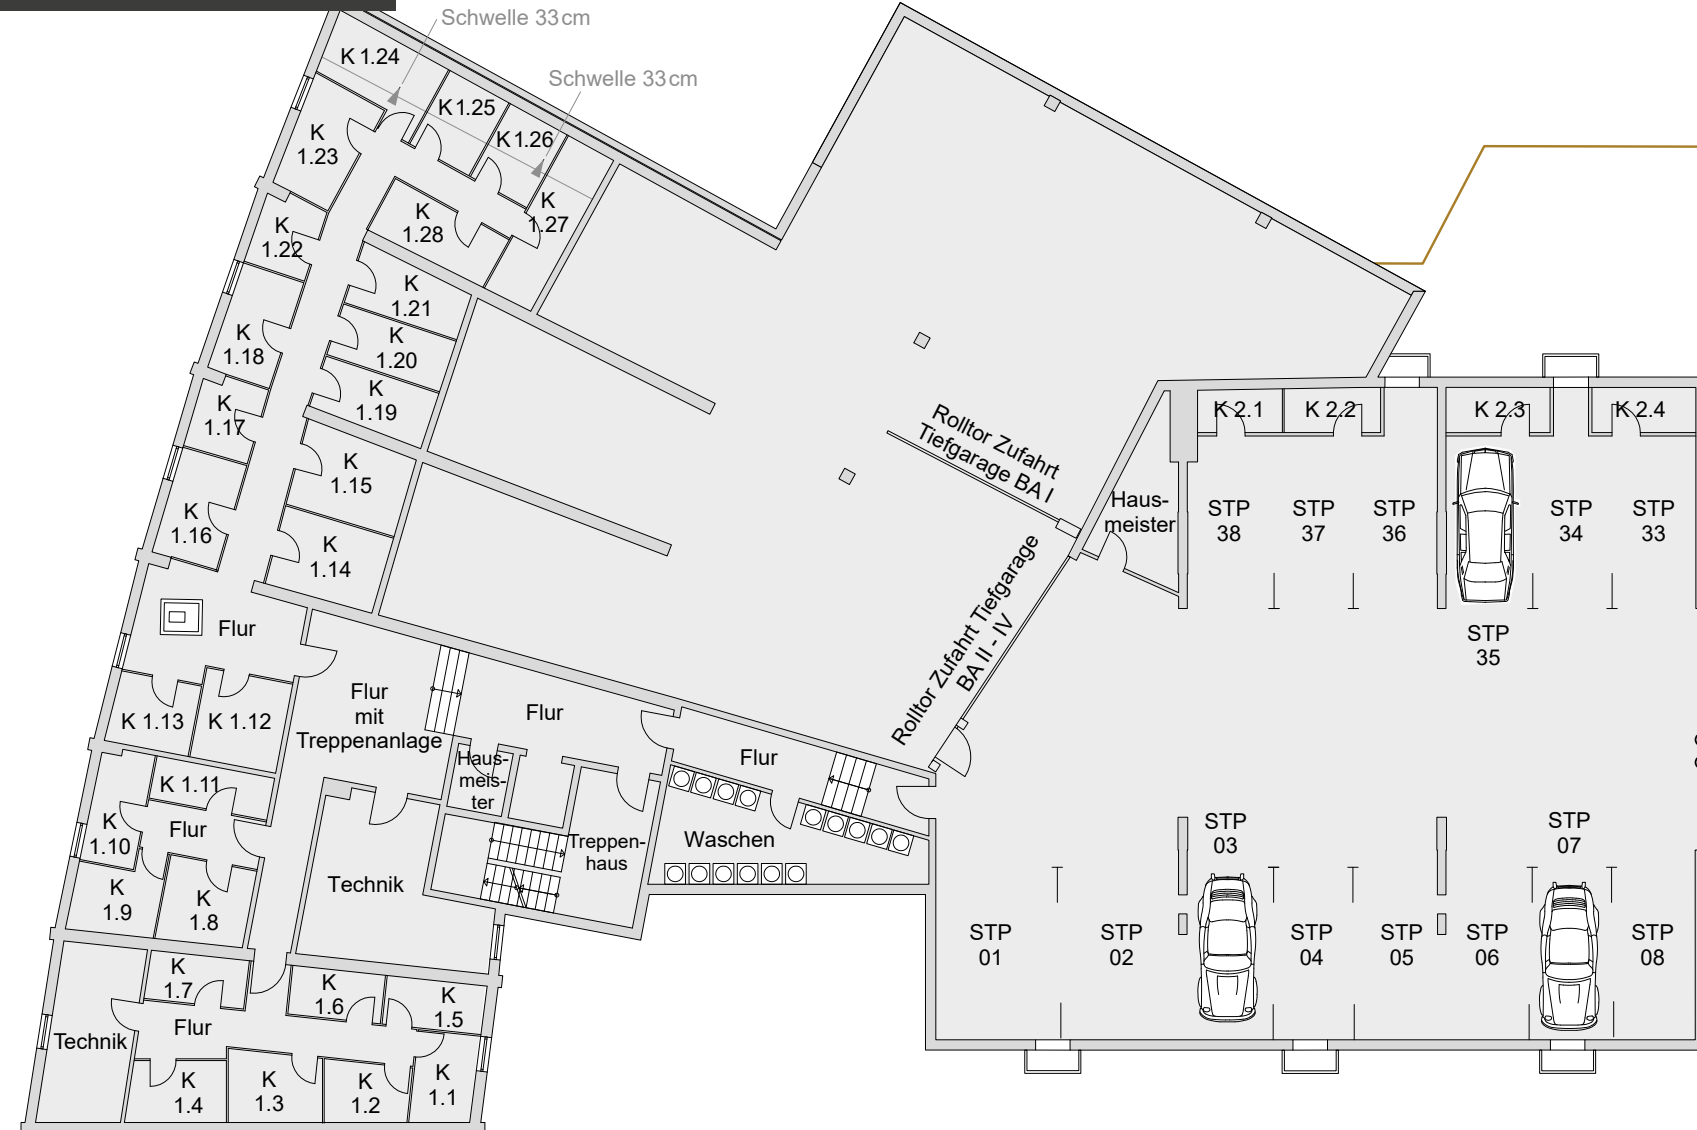 Schwelle 33 cm
Schwelle 33 cm
K 1.24
K 1.25
K 1.26
K
1.23
K
1.27
K
1.28
K
1.22
K
1.21
K
1.18
K
1.20
K
1.19
K
1.17
K
1.15
K
1.16
K
1.14
Flur
K 1.13
K 1.12
Flur
mit
Treppenanlage
Flur
Haus-
meis-
ter
Flur
K 1.11
K
1.10
Flur
K
1.9
K
1.8
Technik
Treppen-
haus
Waschen
K
1.7
K
1.6
K
1.5
Flur
Technik
K
1.4
K
1.3
K
1.2
K
1.1
Rolltor Zufahrt
Tiefgarage BA I
Rolltor Zufahrt Tiefgarage
BA II - IV
Haus-
meister
K 2.1
K 2.2
K 2.3
K 2.4
STP
38
STP
37
STP
36
STP
34
STP
33
STP
35
STP
03
STP
07
STP
01
STP
02
STP
04
STP
05
STP
06
STP
08